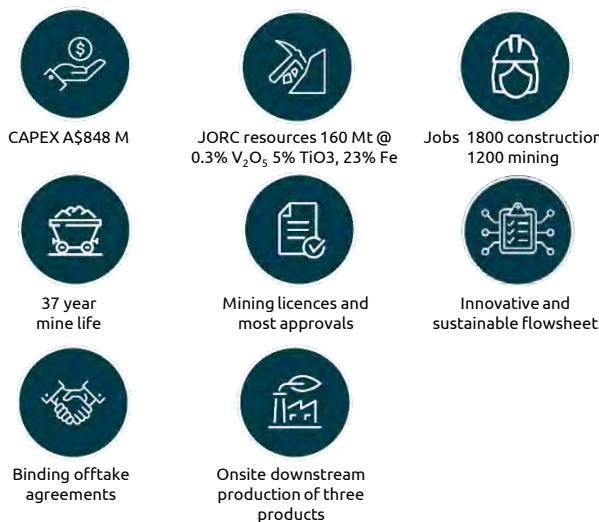 CAPEX A$848 M
JORC resources 160 Mt @
0.3% V₂O₅ 5% TiO3, 23% Fe
Jobs 1800 construction
1200 mining
37 year
mine life
Mining licences and
most approvals
Innovative and
sustainable flowsheet
Binding offtake
agreements
Onsite downstream
production of three
products